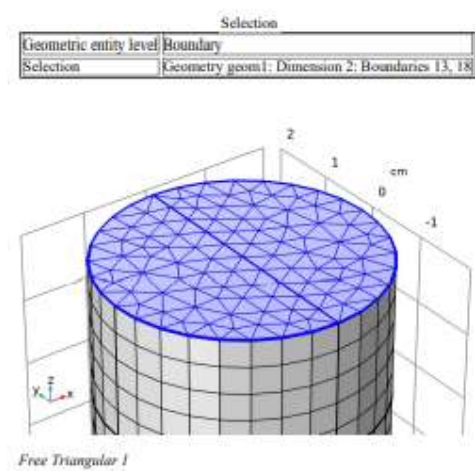 Selection
Geometric entity level Boundary
Selection Geometry geom1: Dimension 2: Boundaries 13, 18
2
1
cm
0
-1
y z x
Free Triangular 1